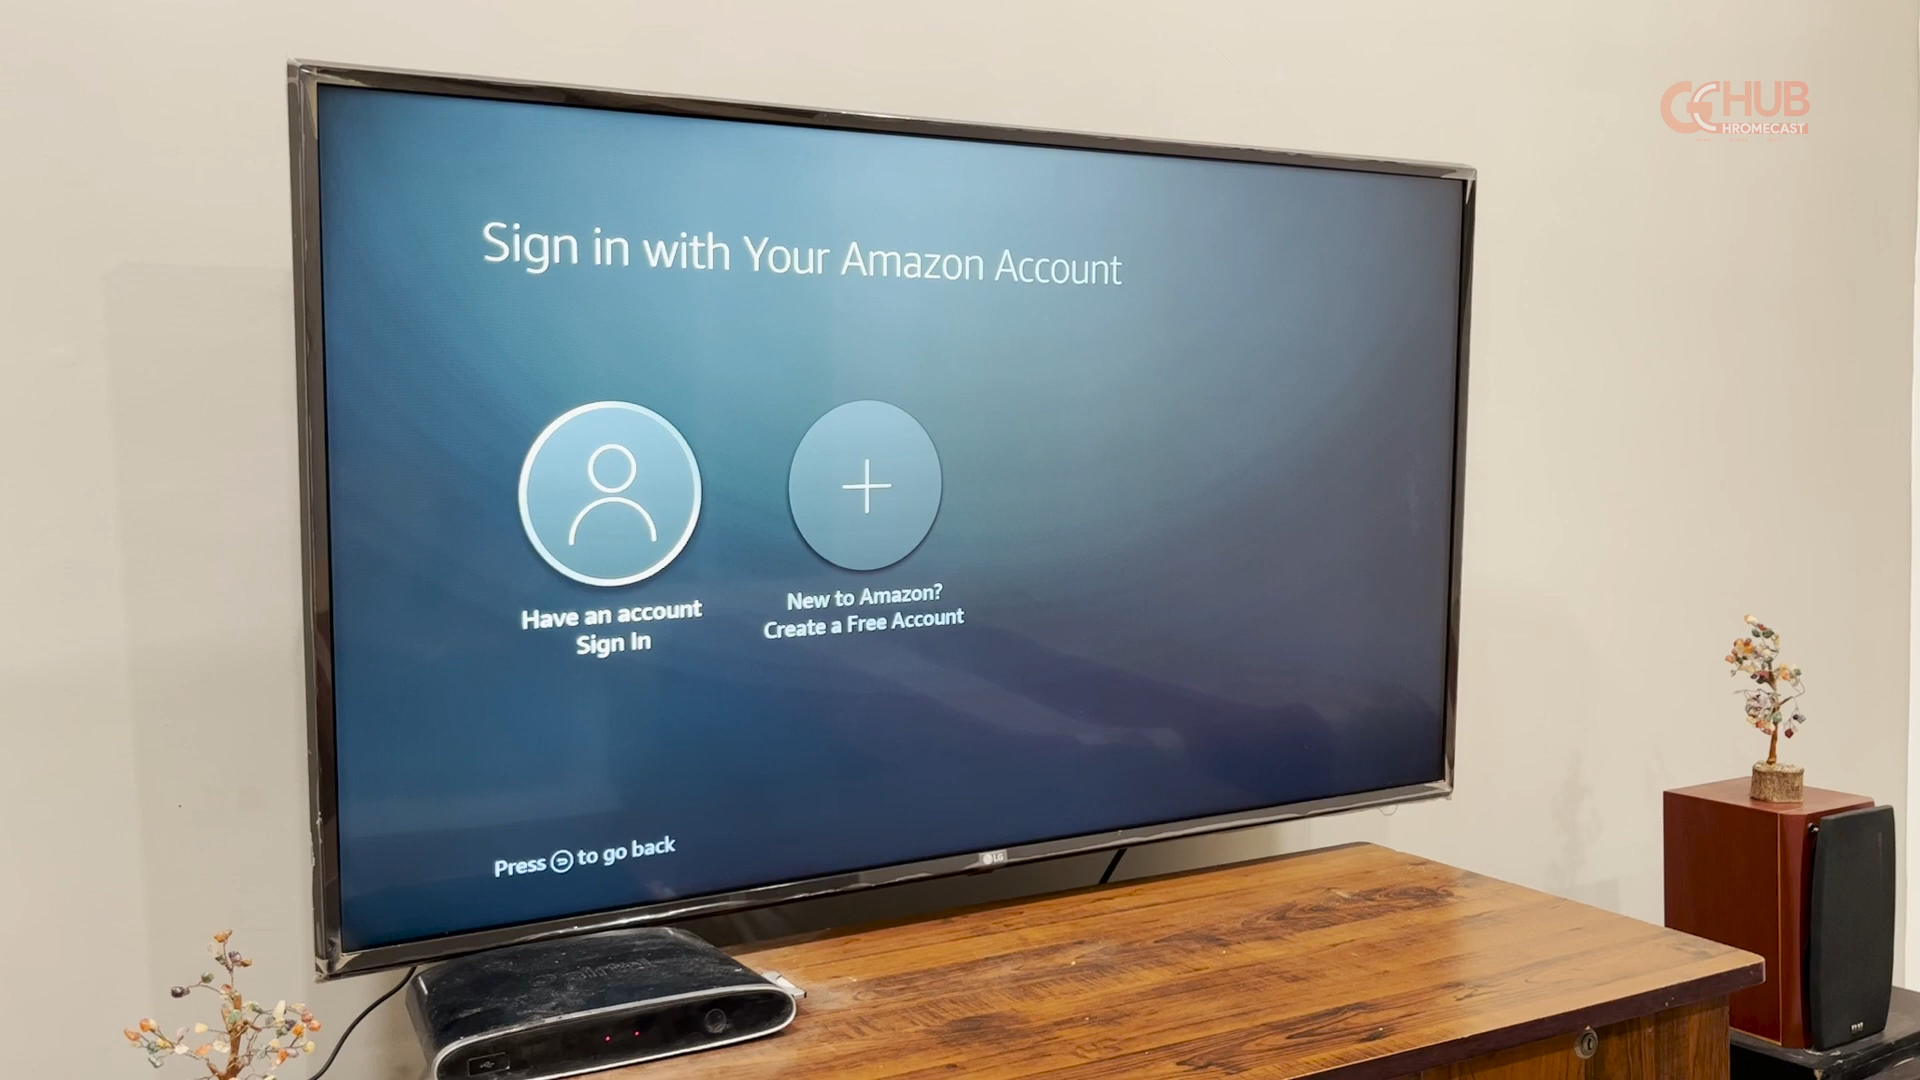 HUB
HROMECAST
Sign in with Your Amazon Account
Have an account
Sign In
New to Amazon?
Create a Free Account
Press to go back
LG